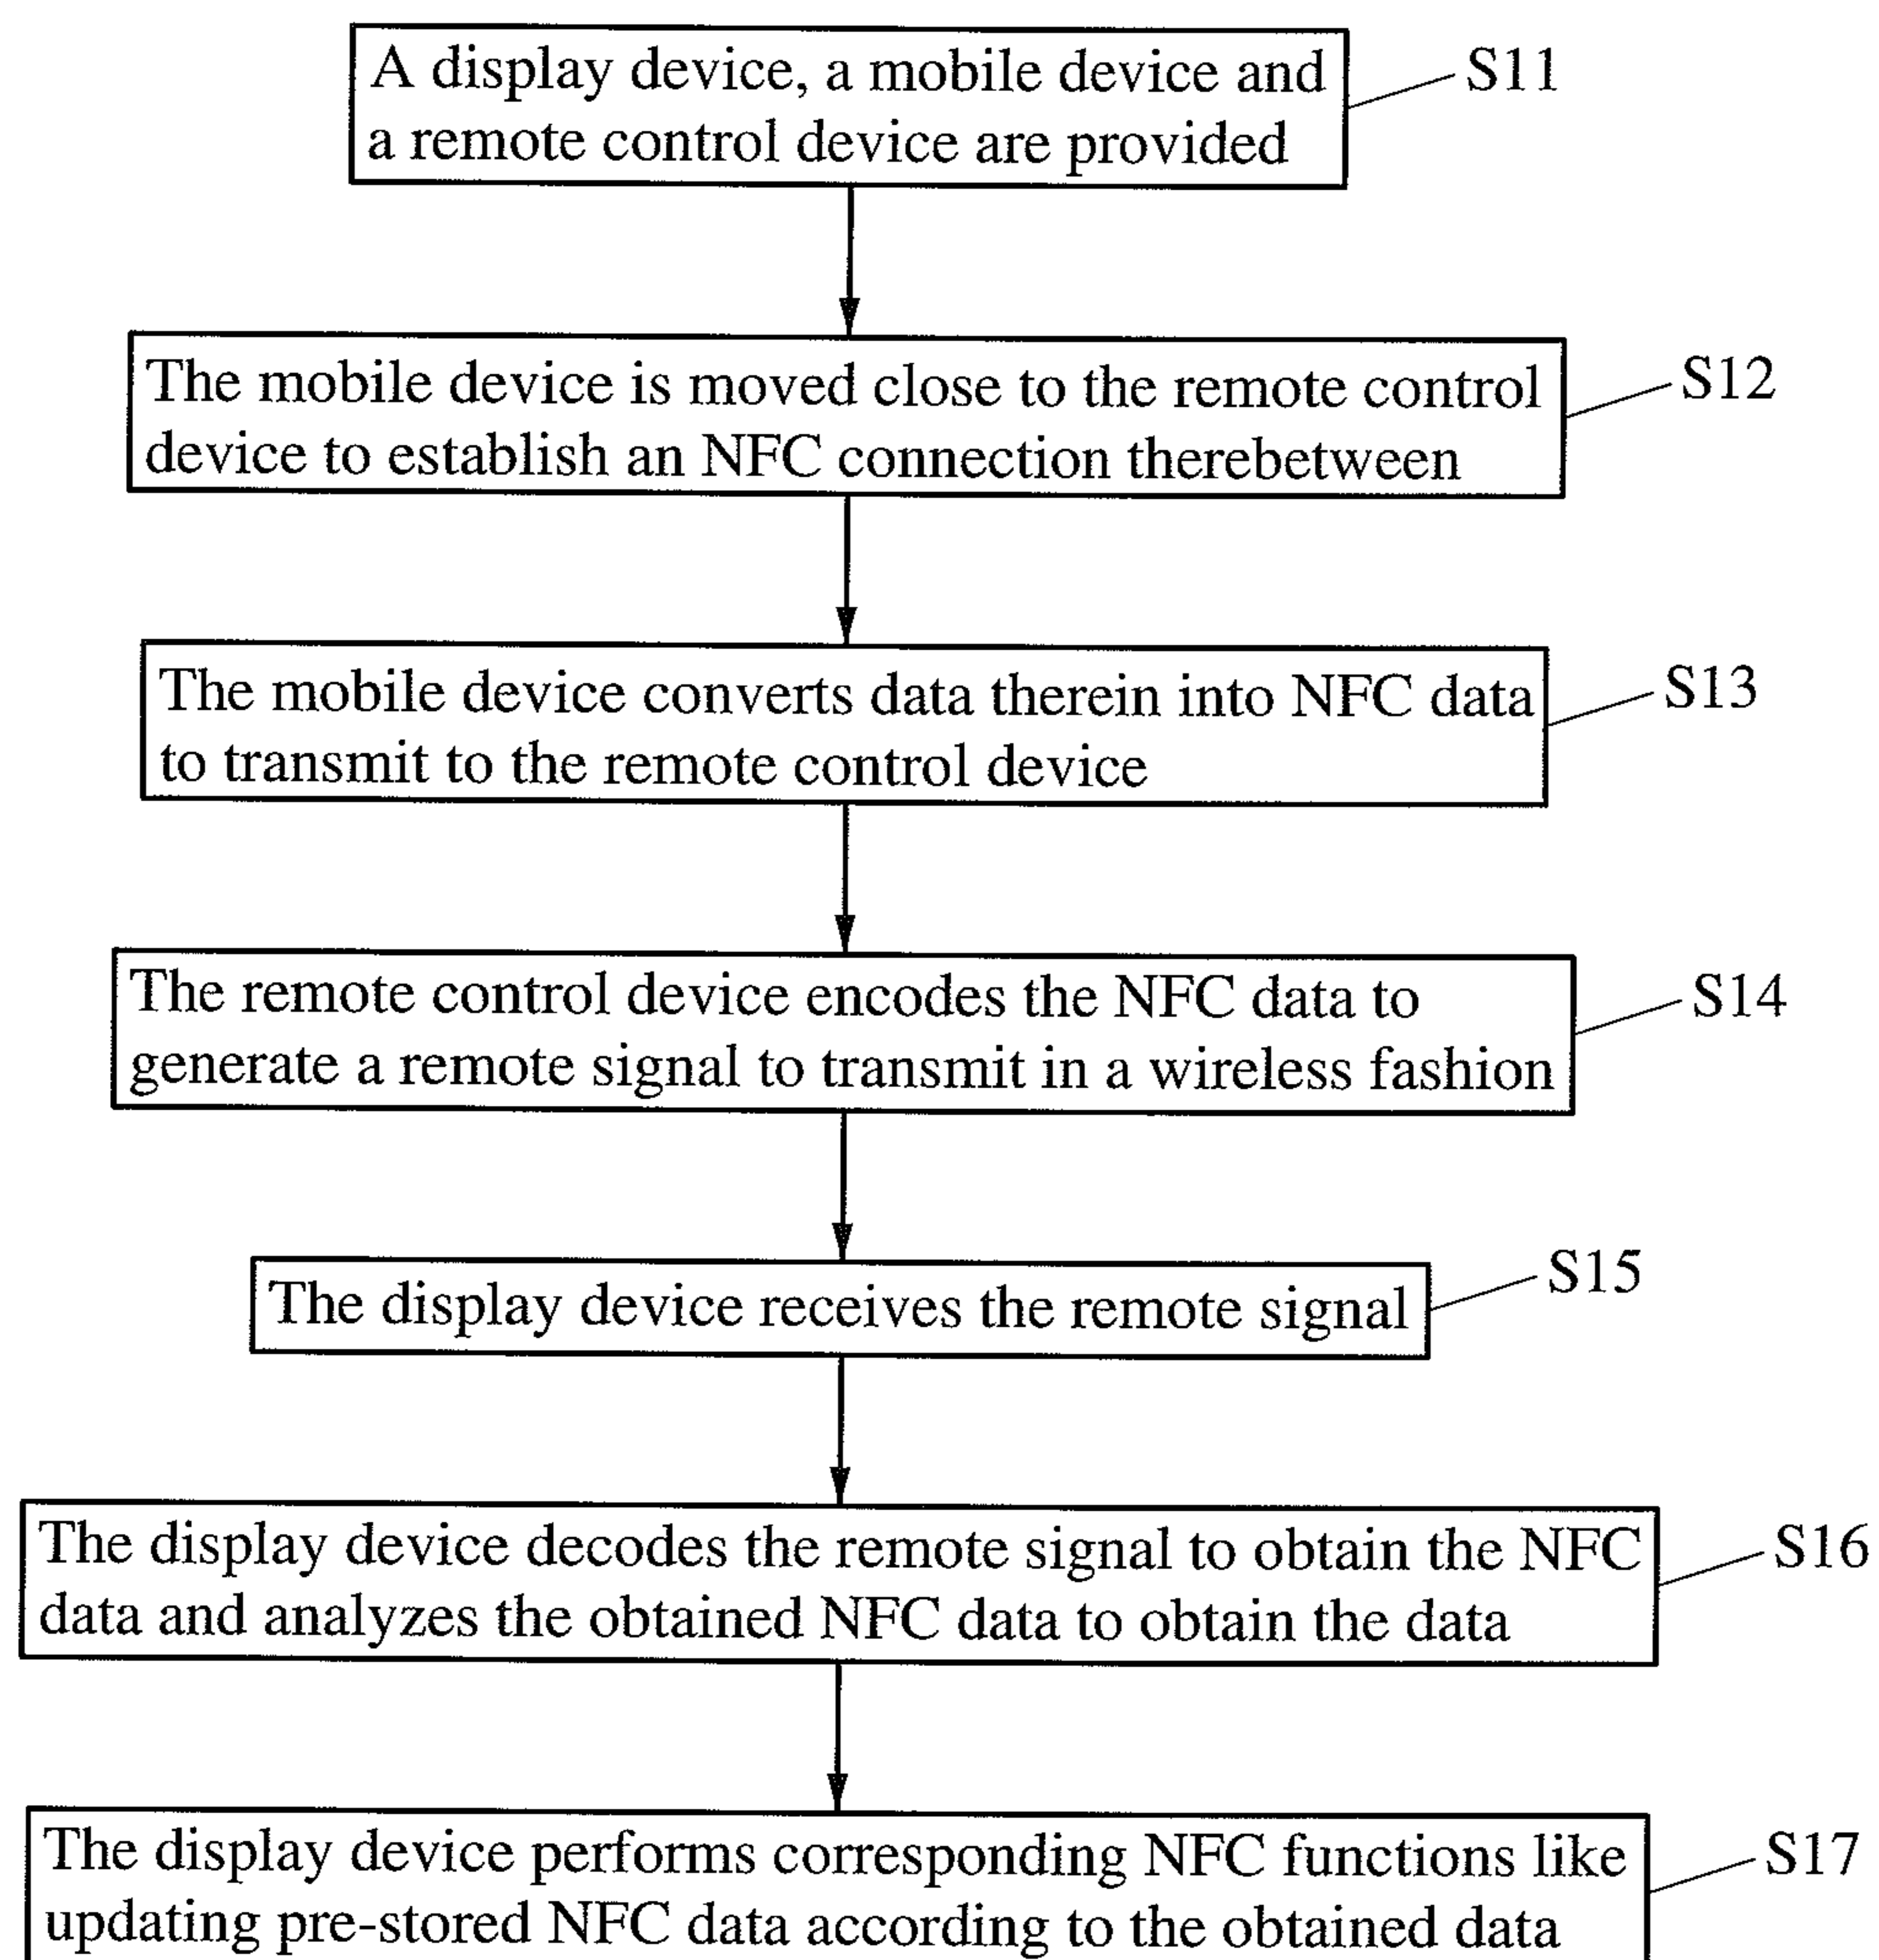 A display device, a mobile device and
a remote control device are provided
S11
The mobile device is moved close to the remote control
device to establish an NFC connection therebetween
S12
The mobile device converts data therein into NFC data
to transmit to the remote control device
S13
The remote control device encodes the NFC data to
generate a remote signal to transmit in a wireless fashion
S14
The display device receives the remote signal
S15
The display device decodes the remote signal to obtain the NFC
data and analyzes the obtained NFC data to obtain the data
S16
The display device performs corresponding NFC functions like
updating pre-stored NFC data according to the obtained data
S17